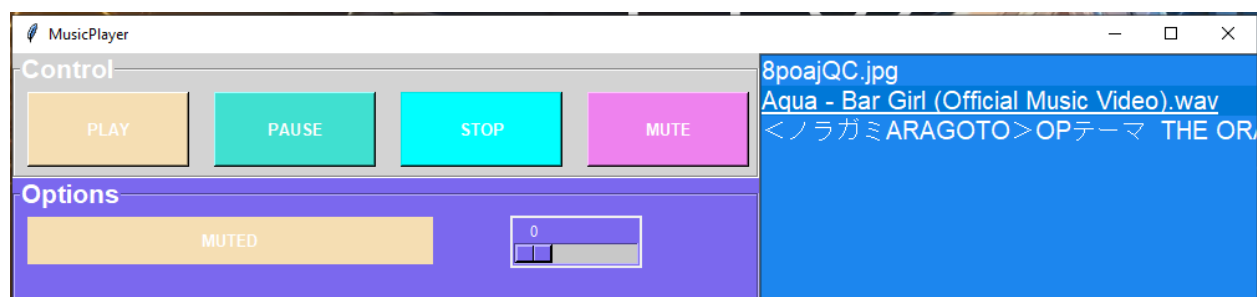 MusicPlayer
Control
PLAY PAUSE STOP MUTE
Options
MUTED
0
8poajQC.jpg
Aqua - Bar Girl (Official Music Video).wav
＜ノラガミARAGOTO＞OPテーマ THE OR